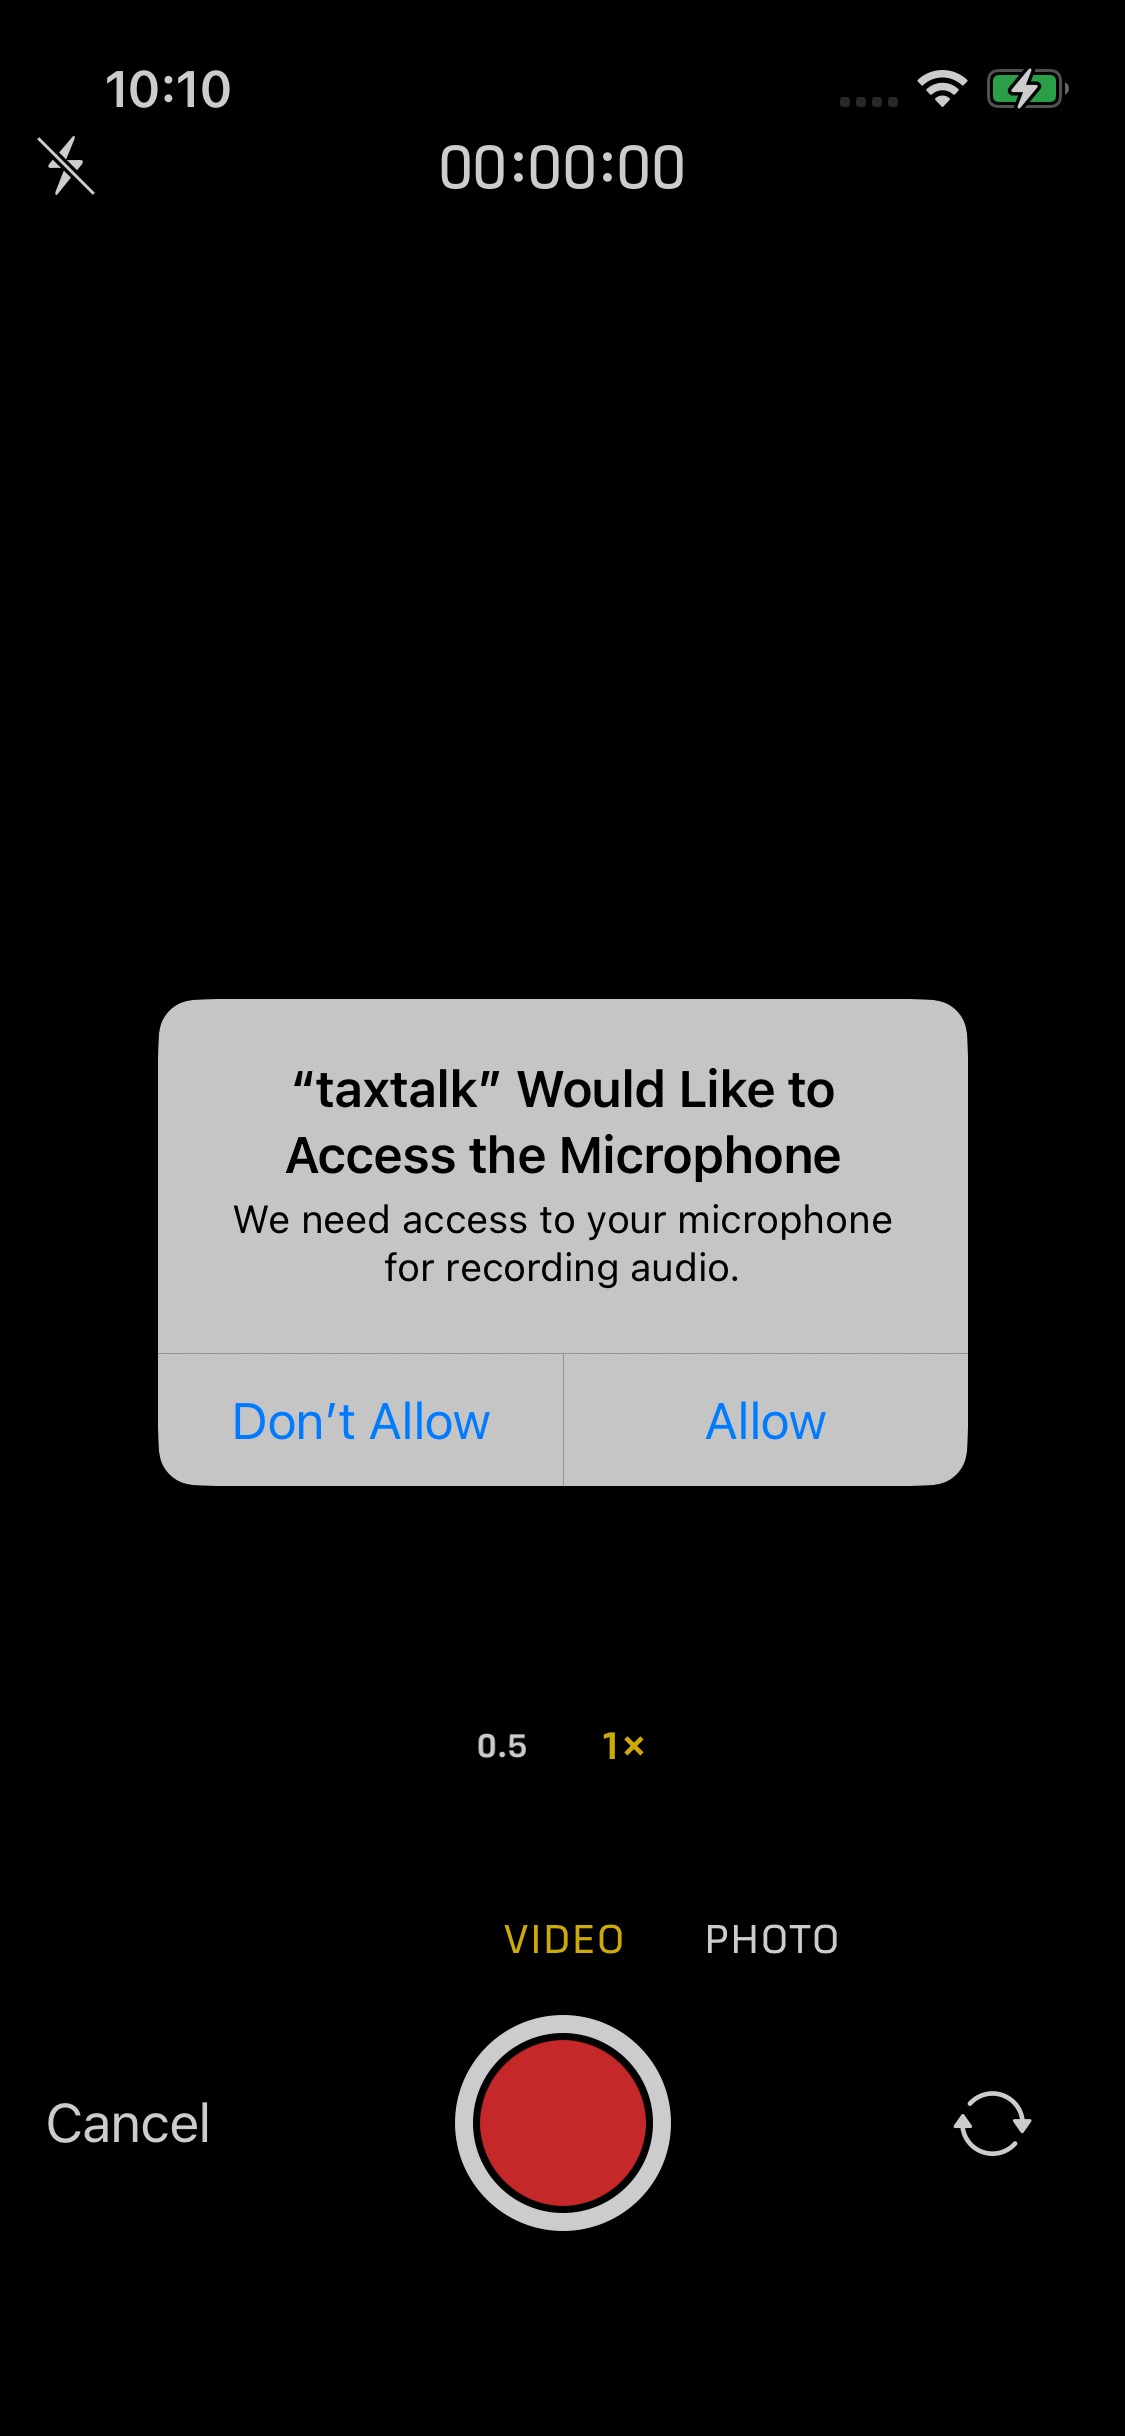 10:10
00:00:00
“taxtalk” Would Like to
Access the Microphone
We need access to your microphone
for recording audio.
Don’t Allow
Allow
0.5
1×
VIDEO
PHOTO
Cancel